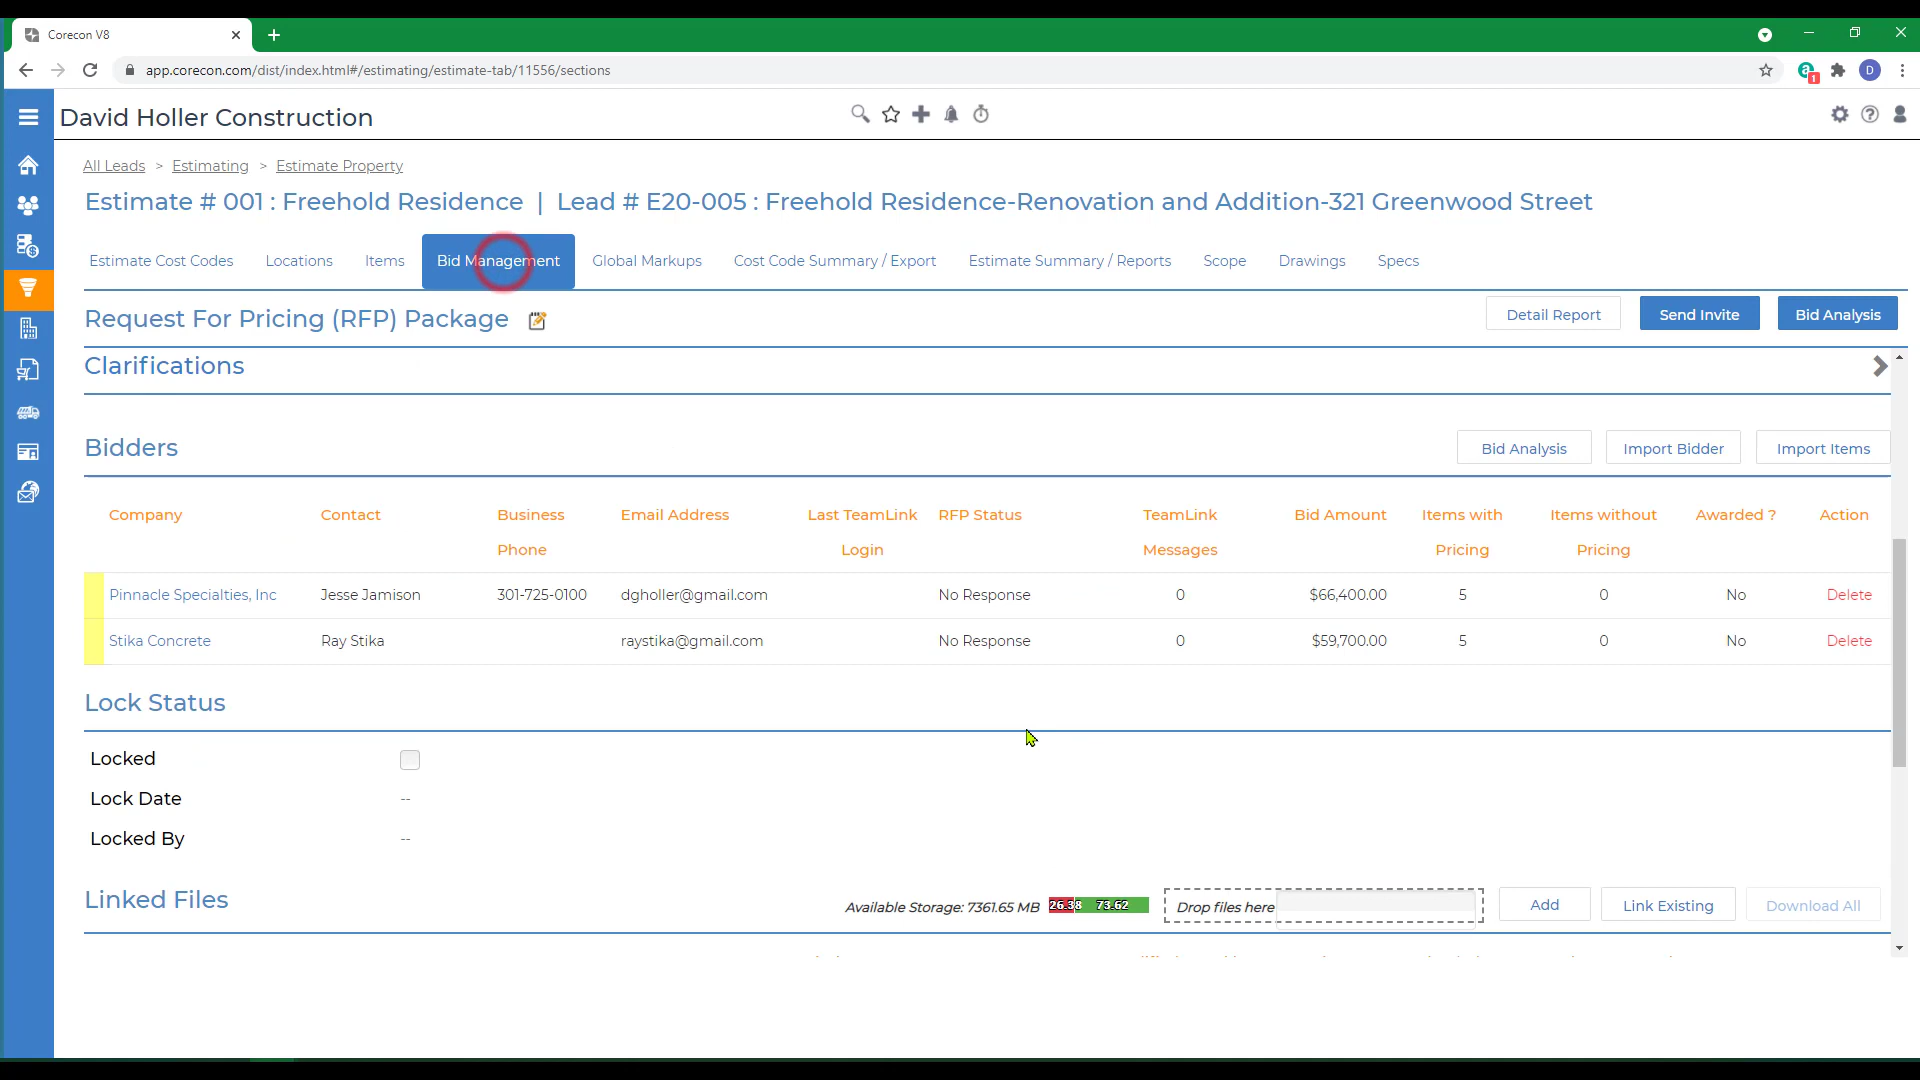 Corecon V8
app.corecon.com/dist/index.html#/estimating/estimate-tab/11556/sections
D
1
David Holler Construction
All Leads > Estimating > Estimate Property
Estimate # 001 : Freehold Residence | Lead # E20-005 : Freehold Residence-Renovation and Addition-321 Greenwood Street
Estimate Cost Codes Locations Items Bid Management Global Markups Cost Code Summary / Export Estimate Summary / Reports Scope Drawings Specs
Request For Pricing (RFP) Package Detail Report Send Invite Bid Analysis
Clarifications
Bidders Bid Analysis Import Bidder Import Items
Company Contact Business Phone Email Address Last TeamLink Login RFP Status TeamLink Messages Bid Amount Items with Pricing Items without Pricing Awarded ? Action
Pinnacle Specialties, Inc Jesse Jamison 301-725-0100 dgholler@gmail.com No Response 0 $66,400.00 5 0 No Delete
Stika Concrete Ray Stika raystika@gmail.com No Response 0 $59,700.00 5 0 No Delete
Lock Status
Locked
Lock Date --
Locked By --
Linked Files Available Storage: 7361.65 MB 26.38 73.62 Drop files here Add Link Existing Download All